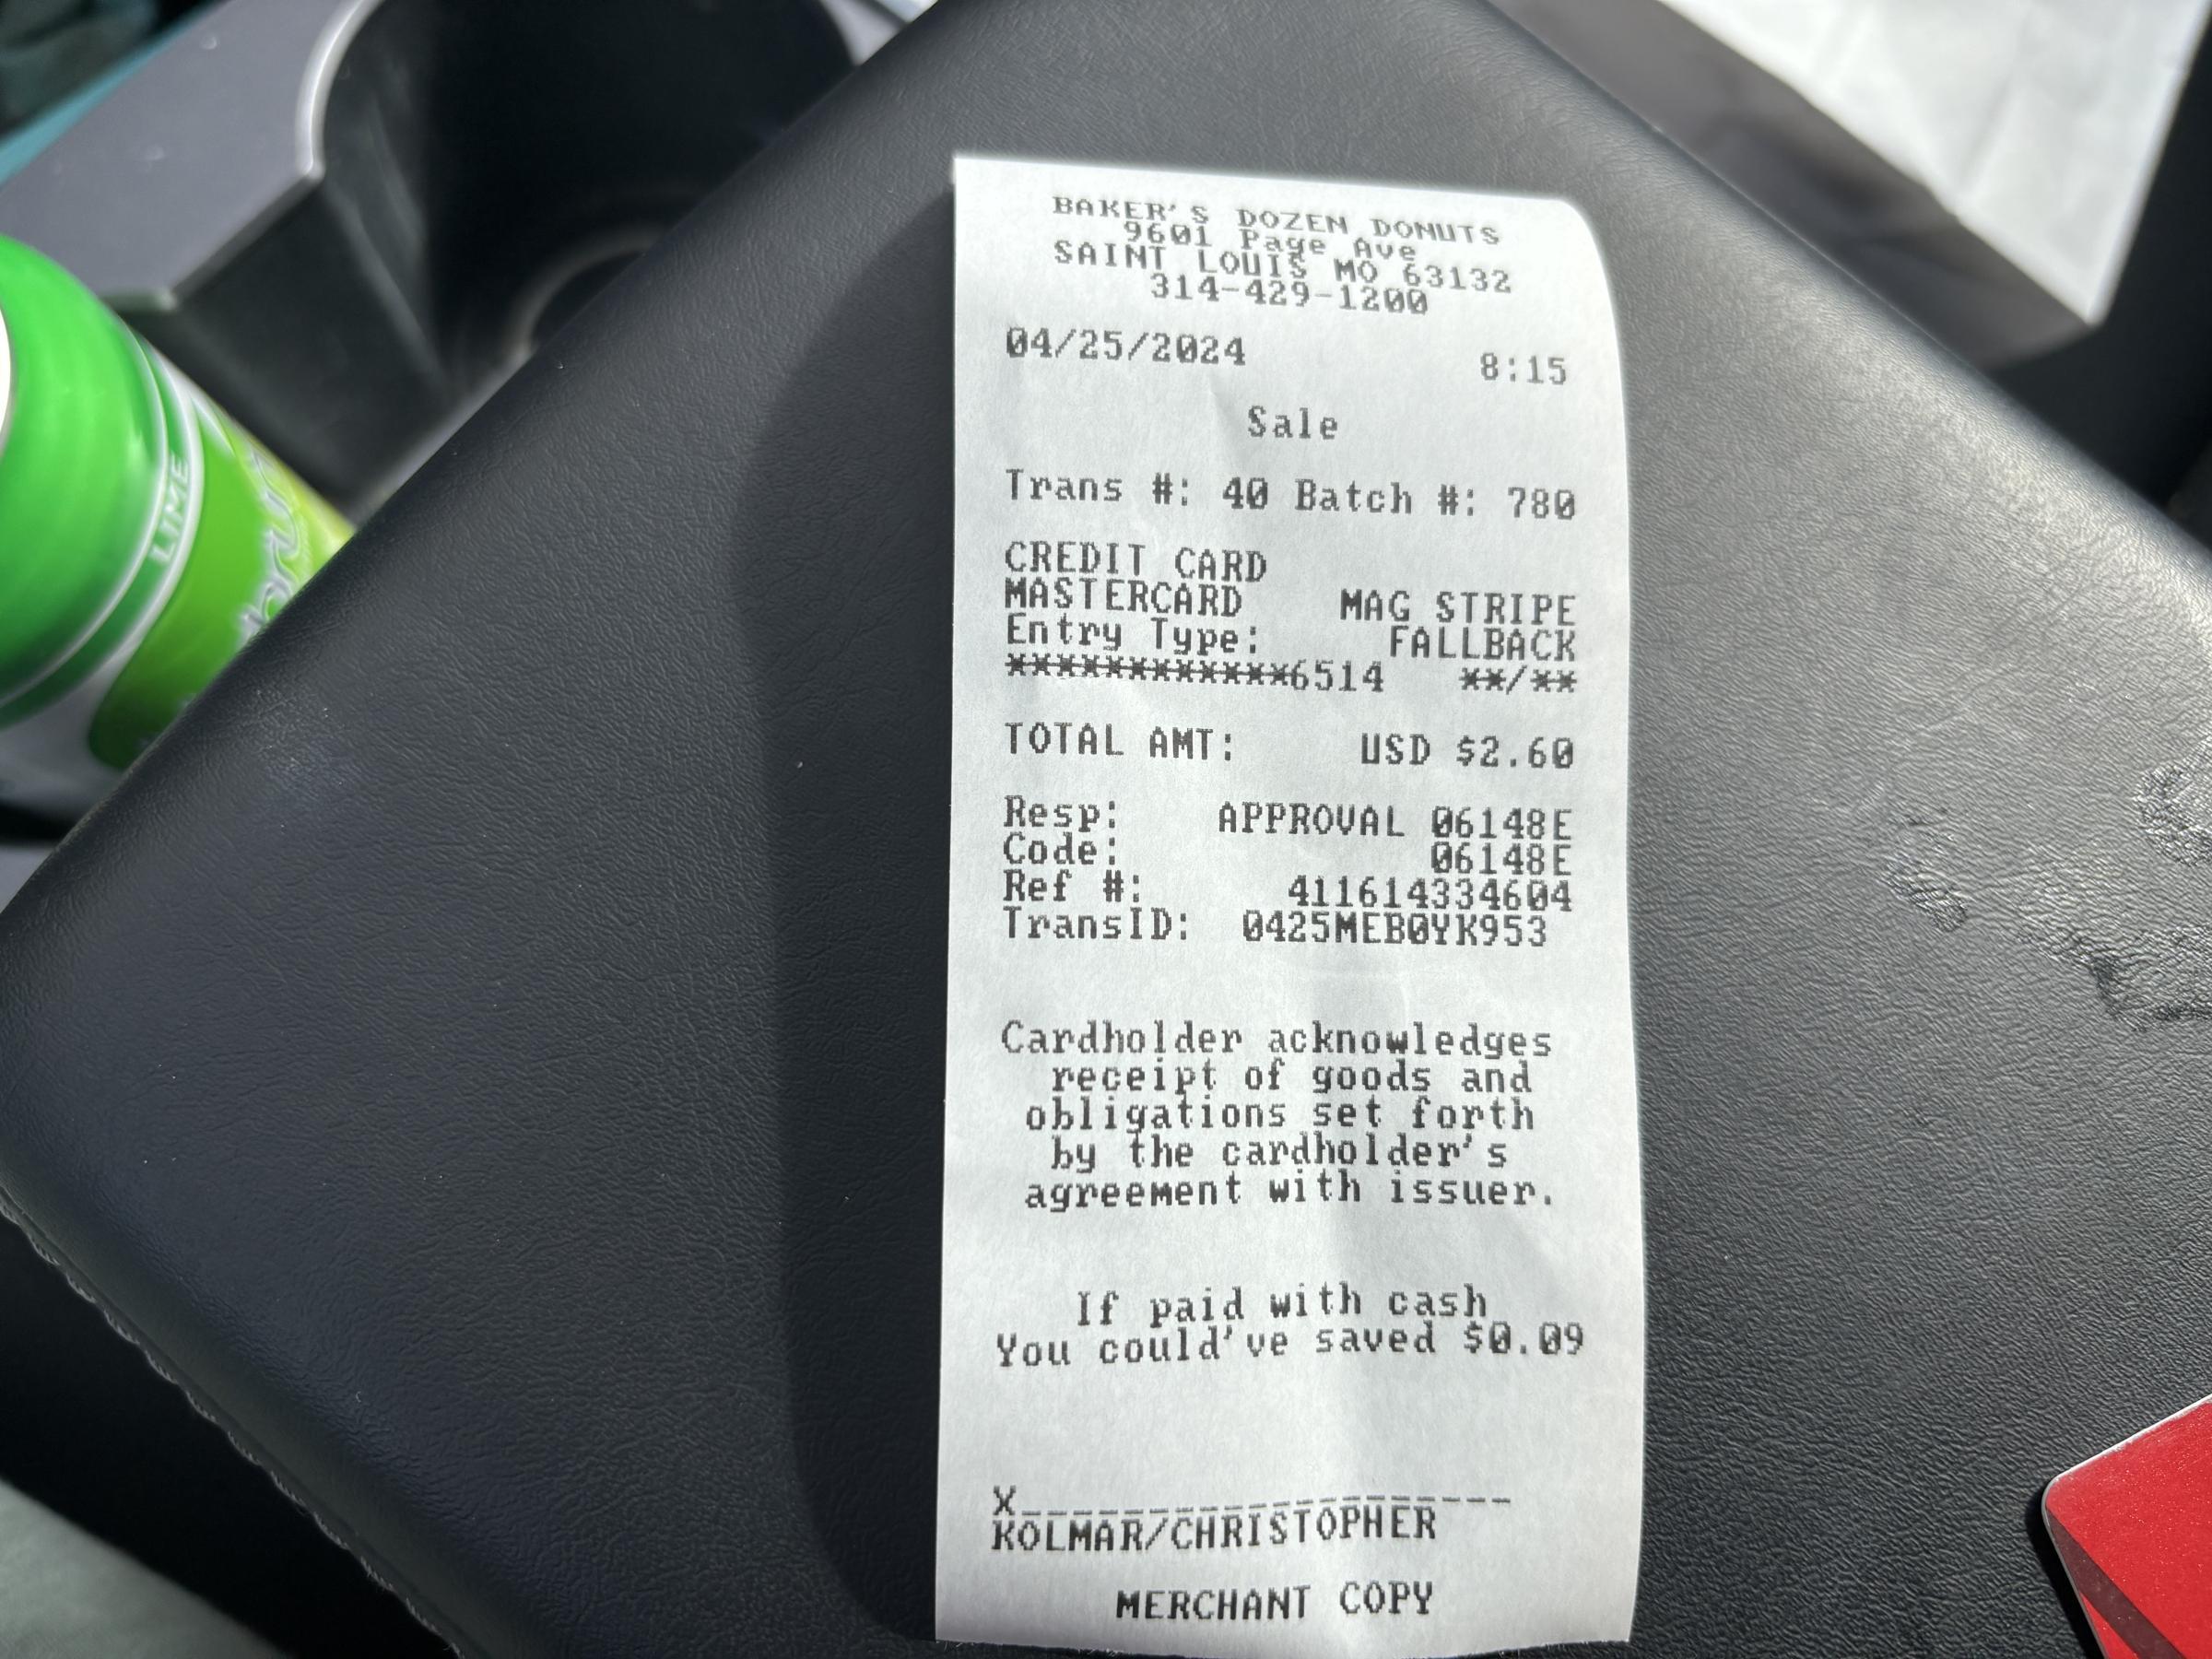 BAKER'S DOZEN DONUTS
9601 Page Ave
SAINT LOUIS MO 63132
314-429-1200
04/25/2024 8:15
Sale
Trans #: 40 Batch #: 780
CREDIT CARD
MASTERCARD MAG STRIPE
Entry Type: FALLBACK
************6514 **/**
TOTAL AMT: USD $2.60
Resp: APPROVAL 06148E
Code: 06148E
Ref #: 411614334604
TransID: 0425MEB0YK953
Cardholder acknowledges
receipt of goods and
obligations set forth
by the cardholder's
agreement with issuer.
If paid with cash
You could've saved $0.09
X____________________
KOLMAR/CHRISTOPHER
MERCHANT COPY
LIME